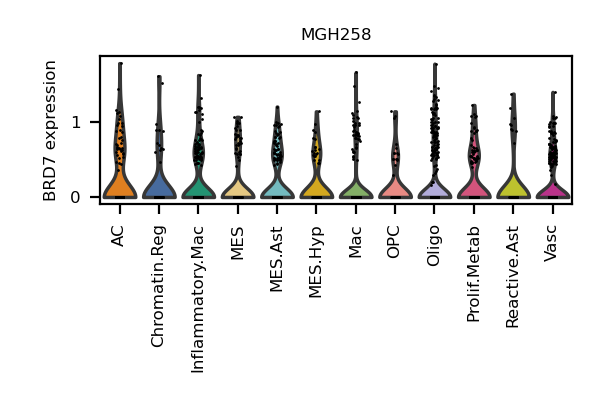 MGH258
BRD7 expression
1
0
AC
Chromatin.Reg
Inflammatory.Mac
MES
MES.Ast
MES.Hyp
Mac
OPC
Oligo
Prolif.Metab
Reactive.Ast
Vasc